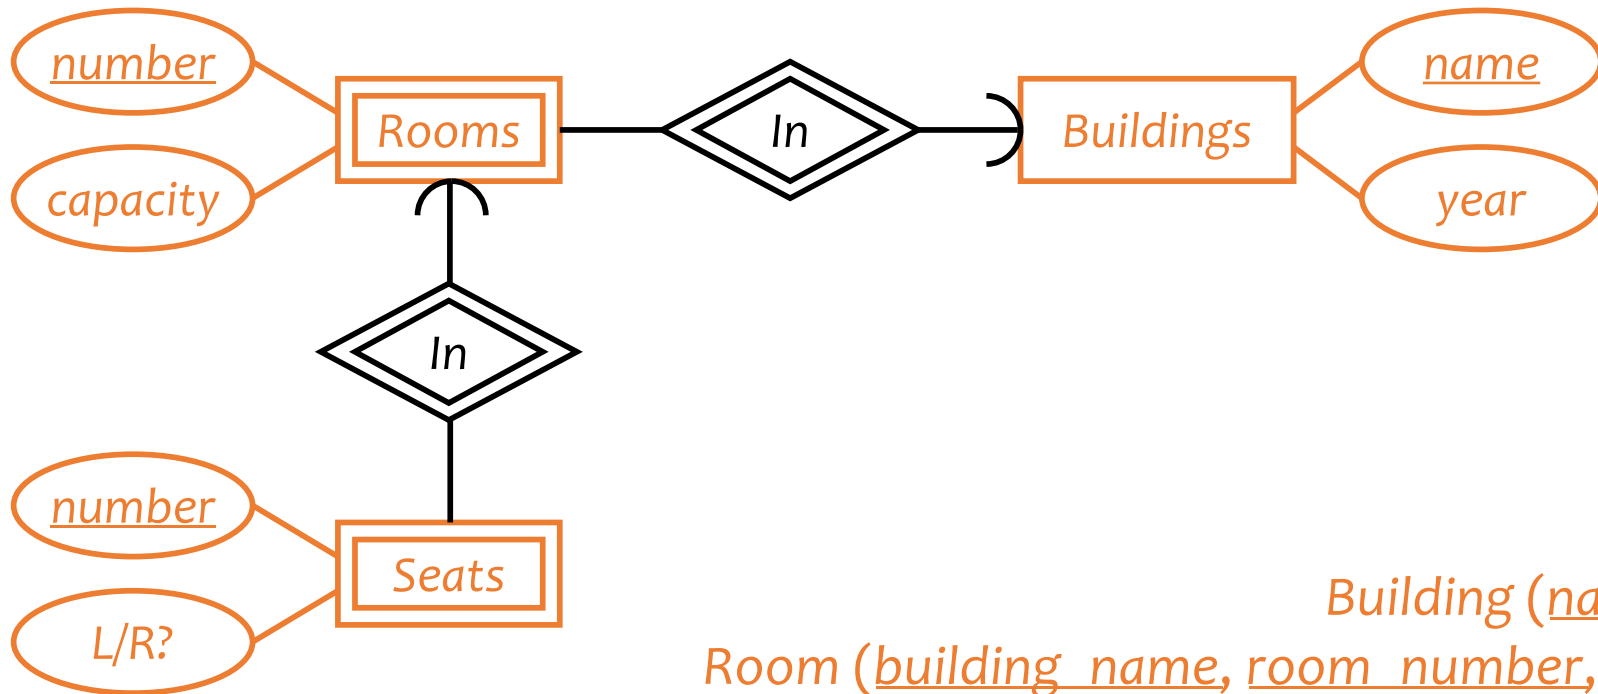 number
Rooms
In
Buildings
name
capacity
year
In
number
Seats
L/R?
Building (
Room (building_name, room_number,